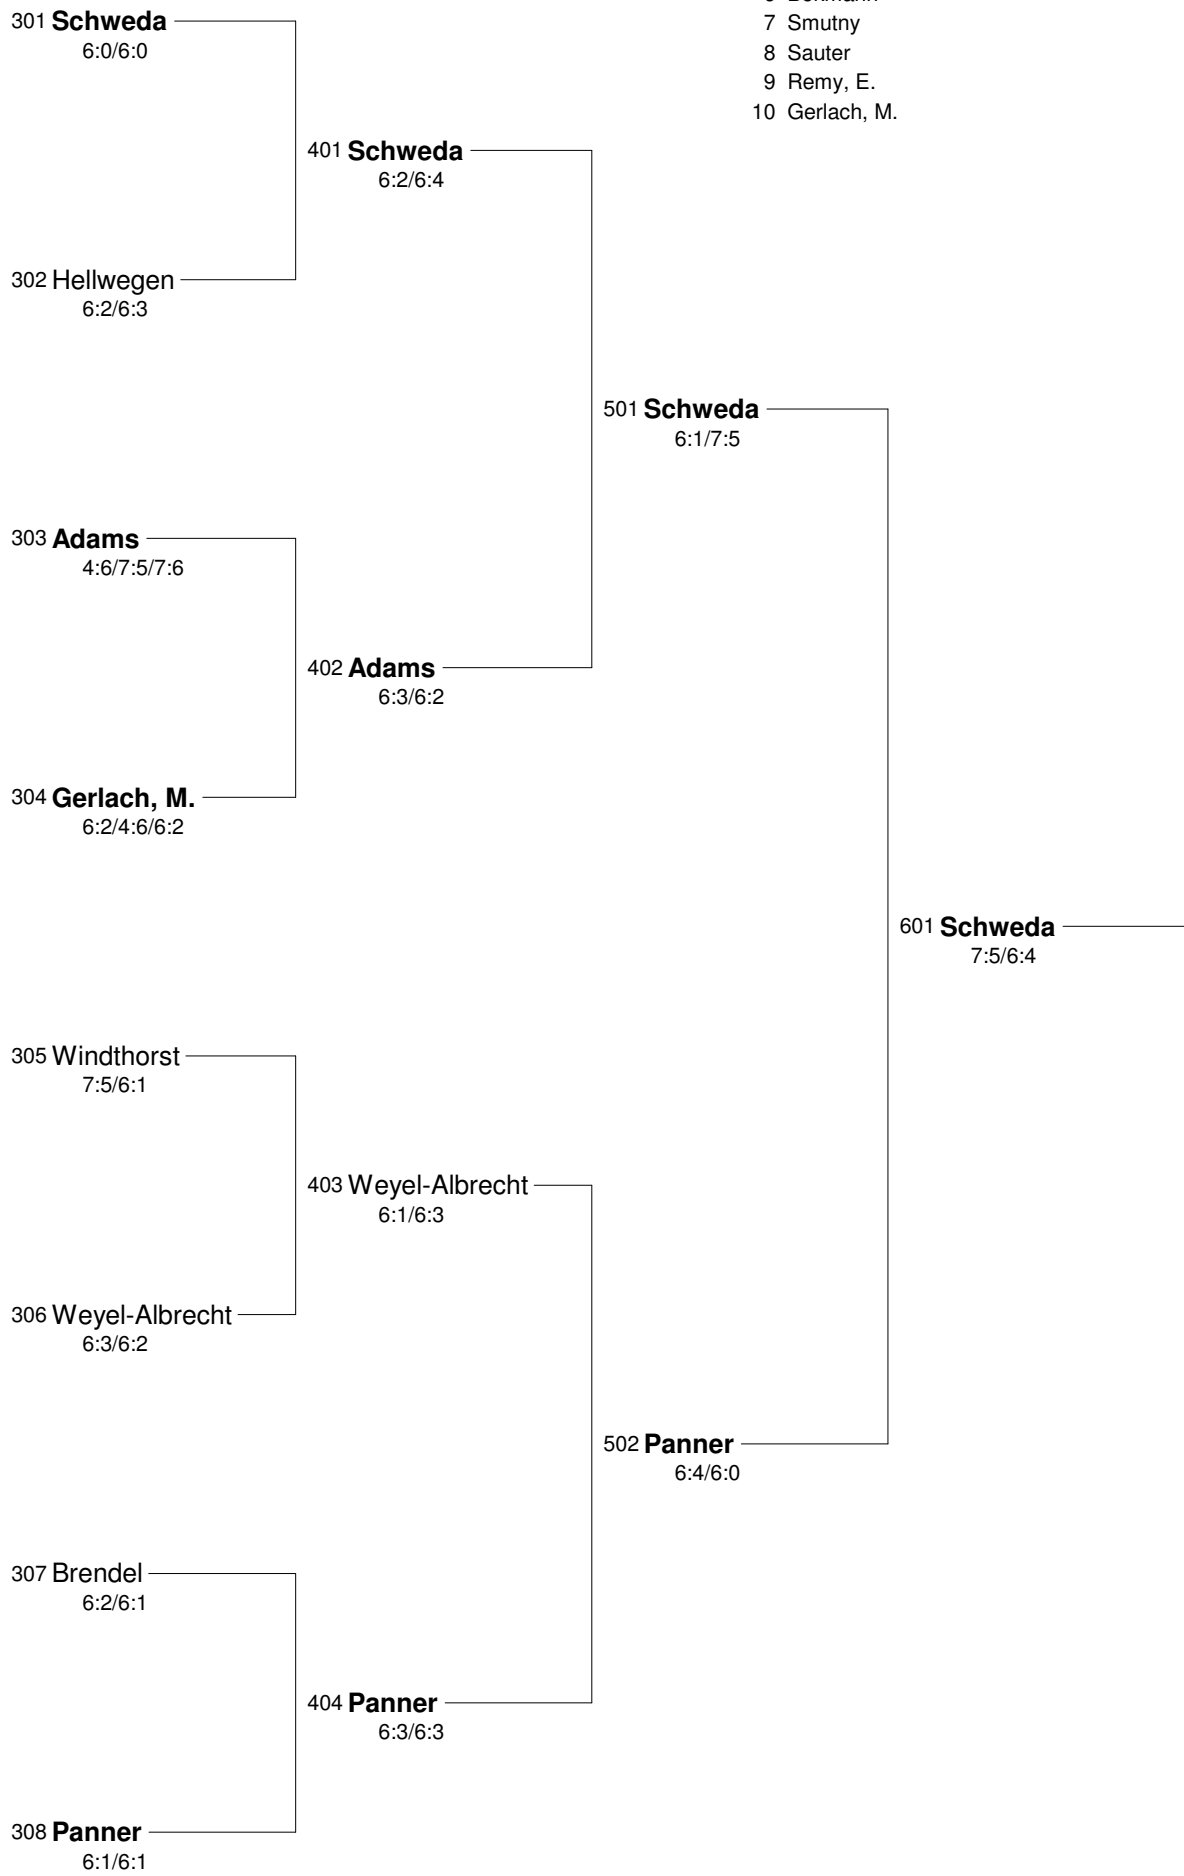 7 Smutny
8 Sauter
9 Remy, E.
10 Gerlach, M.
301 Schweda
6:0/6:0
401 Schweda
6:2/6:4
302 Hellwegen
6:2/6:3
501 Schweda
6:1/7:5
303 Adams
4:6/7:5/7:6
402 Adams
6:3/6:2
304 Gerlach, M.
6:2/4:6/6:2
601 Schweda
7:5/6:4
305 Windthorst
7:5/6:1
403 Weyel-Albrecht
6:1/6:3
306 Weyel-Albrecht
6:3/6:2
502 Panner
6:4/6:0
307 Brendel
6:2/6:1
404 Panner
6:3/6:3
308 Panner
6:1/6:1